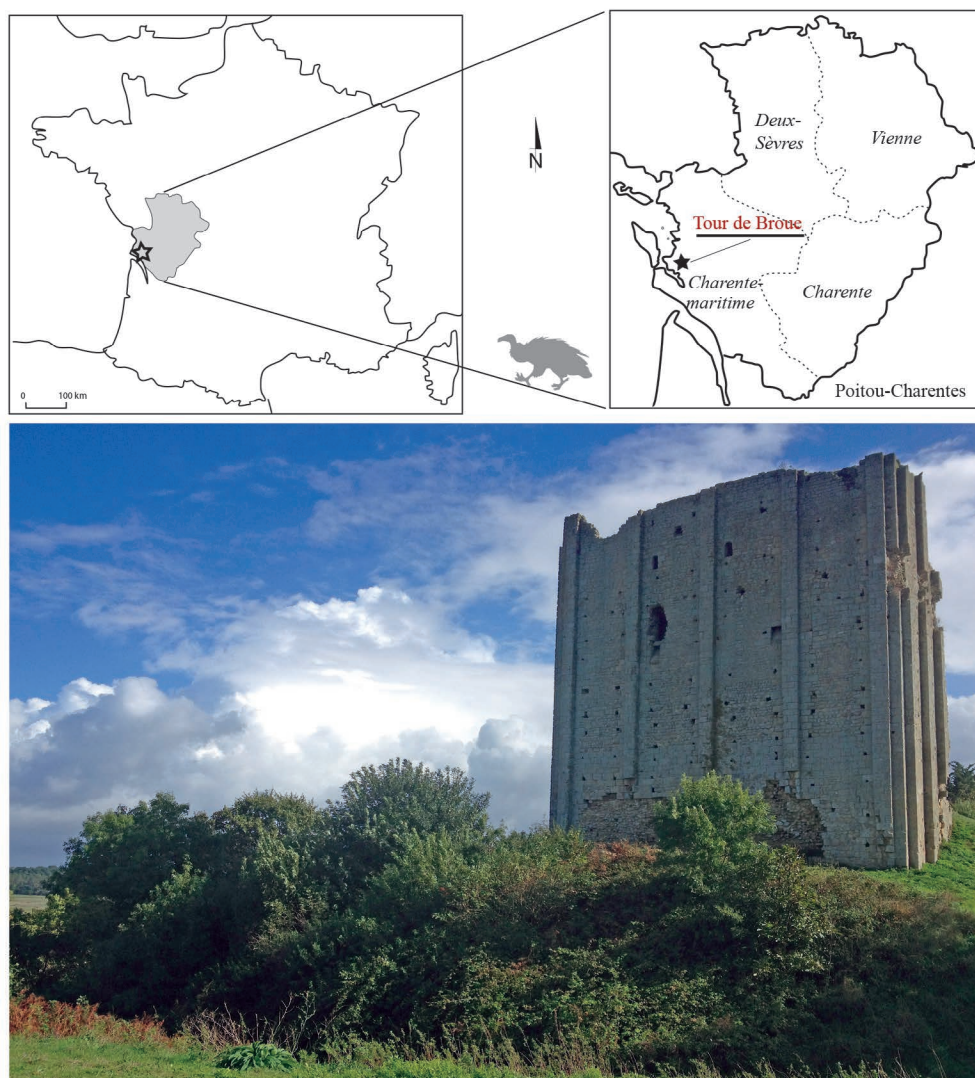 0 100 km
N
Deux-
Sèvres
Vienne
Tour de Broue
Charente-
maritime
Charente
Poitou-Charentes